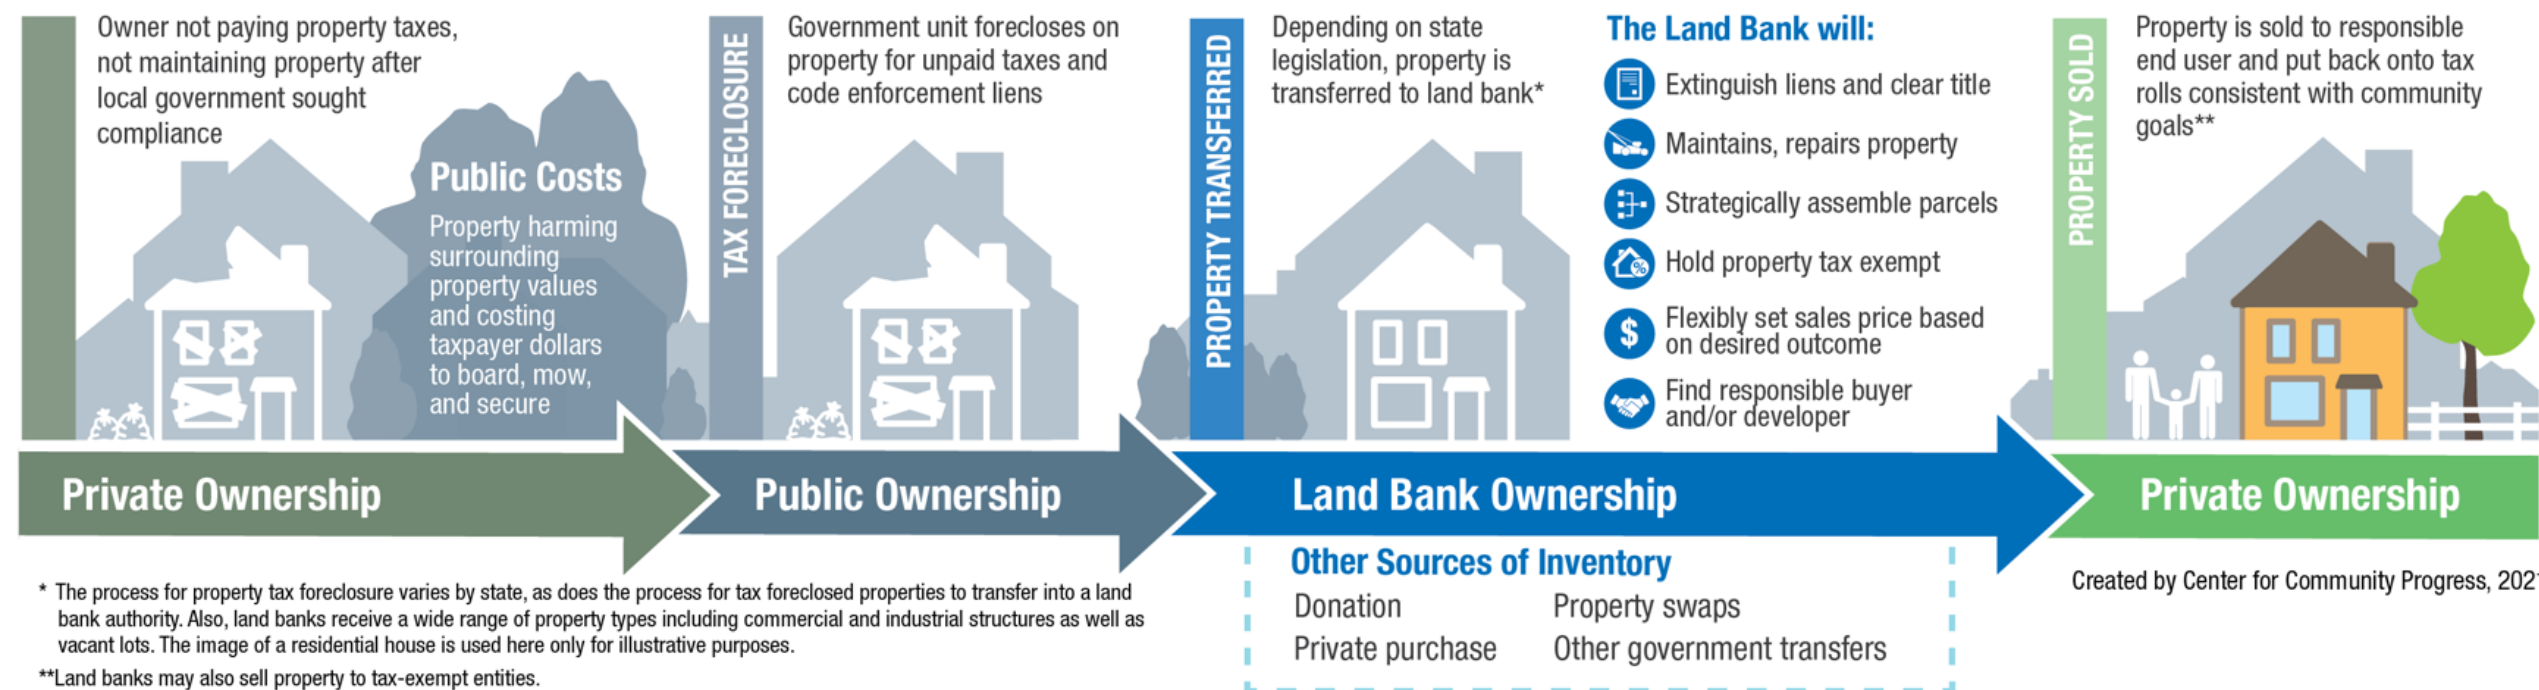 Owner not paying property taxes,
not maintaining property after
local government sought
compliance
Public Costs
Property harming
surrounding
property values
and costing
taxpayer dollars
to board, mow,
and secure
TAX FORECLOSURE
Government unit forecloses on
property for unpaid taxes and
code enforcement liens
PROPERTY TRANSFERRED
Depending on state
legislation, property is
transferred to land bank*
The Land Bank will:
Extinguish liens and clear title
Maintains, repairs property
Strategically assemble parcels
Hold property tax exempt
%
$
Flexibly set sales price based
on desired outcome
Find responsible buyer
and/or developer
PROPERTY SOLD
Property is sold to responsible
end user and put back onto tax
rolls consistent with community
goals**
Private Ownership
Public Ownership
Land Bank Ownership
Private Ownership
* The process for property tax foreclosure varies by state, as does the process for tax foreclosed properties to transfer into a land
bank authority. Also, land banks receive a wide range of property types including commercial and industrial structures as well as
vacant lots. The image of a residential house is used here only for illustrative purposes.
**Land banks may also sell property to tax-exempt entities.
Other Sources of Inventory
Donation
Property swaps
Private purchase
Other government transfers
Created by Center for Community Progress,